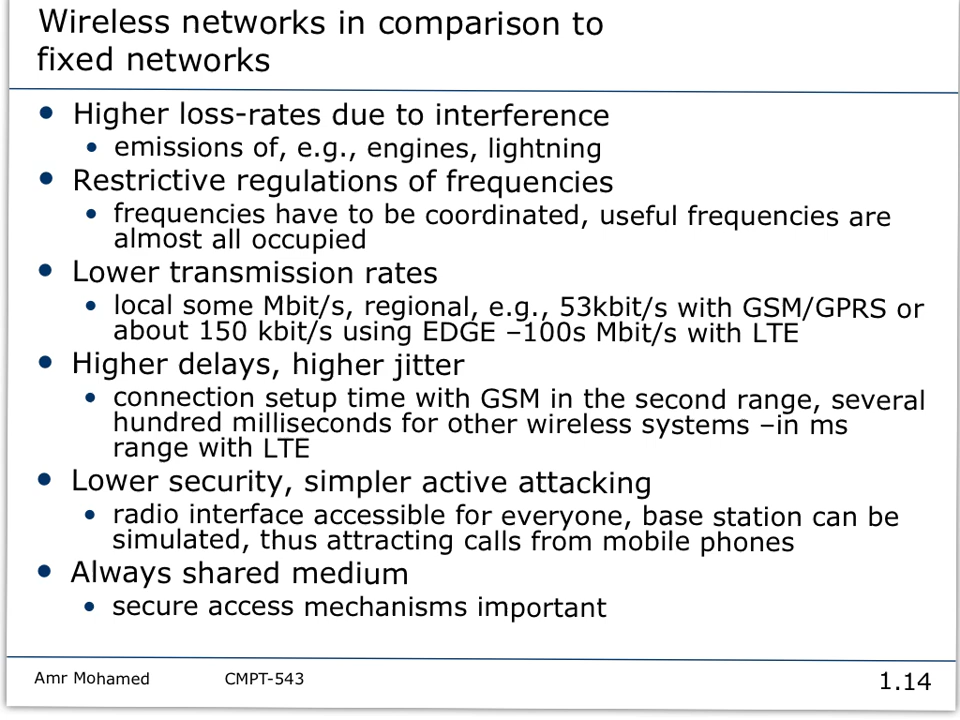 Wireless networks in comparison to
fixed networks
• Higher loss-rates due to interference
• emissions of, e.g., engines, lightning
• Restrictive regulations of frequencies
• frequencies have to be coordinated, useful frequencies are
almost all occupied
• Lower transmission rates
• local some Mbit/s, regional, e.g., 53kbit/s with GSM/GPRS or
about 150 kbit/s using EDGE –100s Mbit/s with LTE
• Higher delays, higher jitter
• connection setup time with GSM in the second range, several
hundred milliseconds for other wireless systems –in ms
range with LTE
• Lower security, simpler active attacking
• radio interface accessible for everyone, base station can be
simulated, thus attracting calls from mobile phones
• Always shared medium
• secure access mechanisms important
Amr Mohamed CMPT-543 1.14